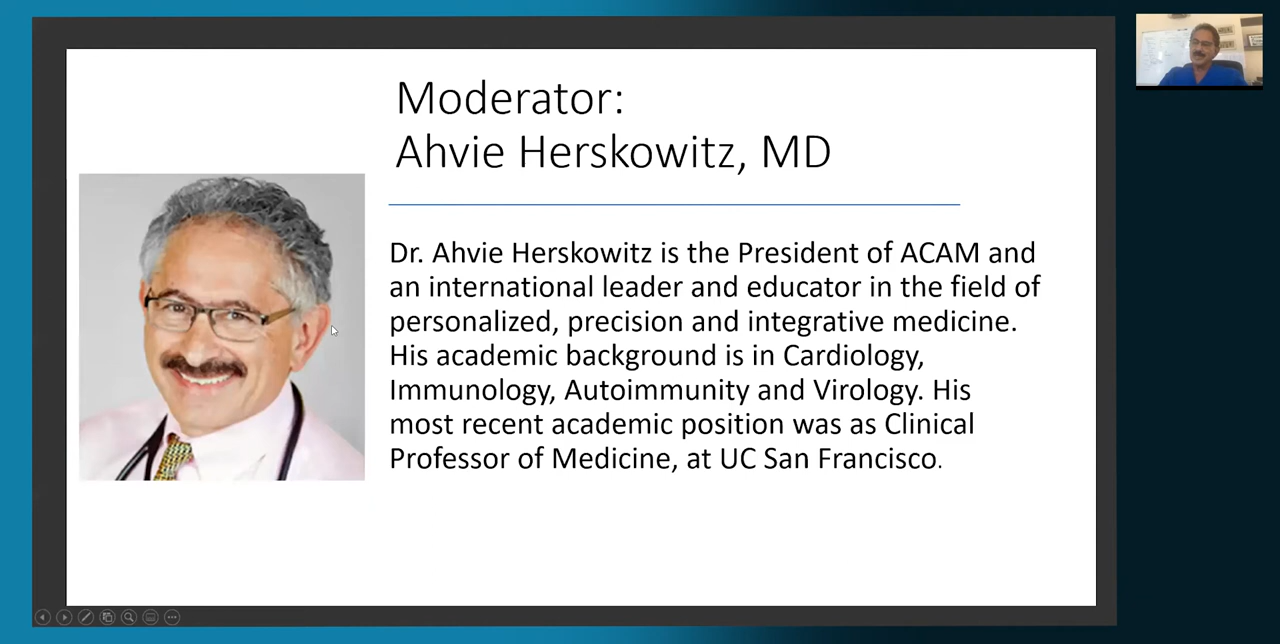 Moderator:
Ahvie Herskowitz, MD
Dr. Ahvie Herskowitz is the President of ACAM and
an international leader and educator in the field of
personalized, precision and integrative medicine.
His academic background is in Cardiology,
Immunology, Autoimmunity and Virology. His
most recent academic position was as Clinical
Professor of Medicine, at UC San Francisco.